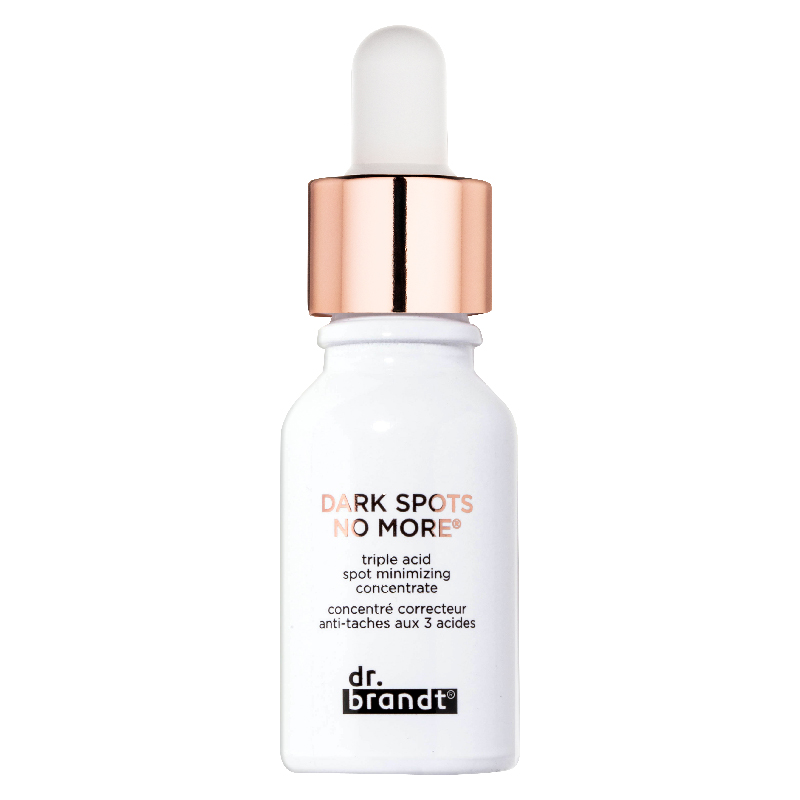 DARK SPOTS
NO MORE®
triple acid
spot minimizing
concentrate
concentré correcteur
anti-taches aux 3 acides
dr.
brandt®